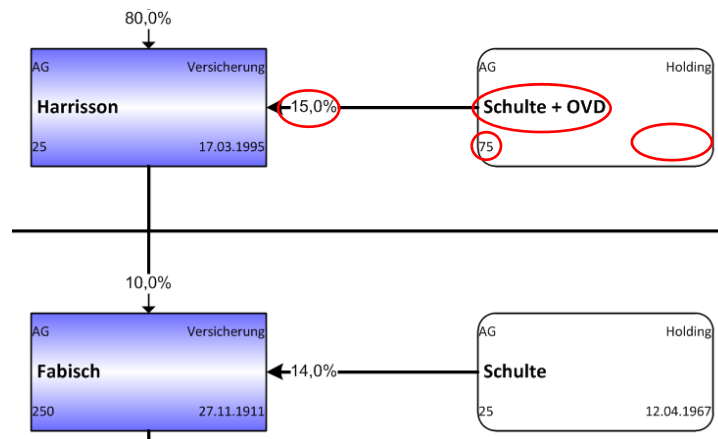 80,0%
AG Versicherung
Harrisson
25 17.03.1995
15,0%
AG Holding
Schulte + OVD
75
10,0%
AG Versicherung
Fabisch
250 27.11.1911
14,0%
AG Holding
Schulte
25 12.04.1967